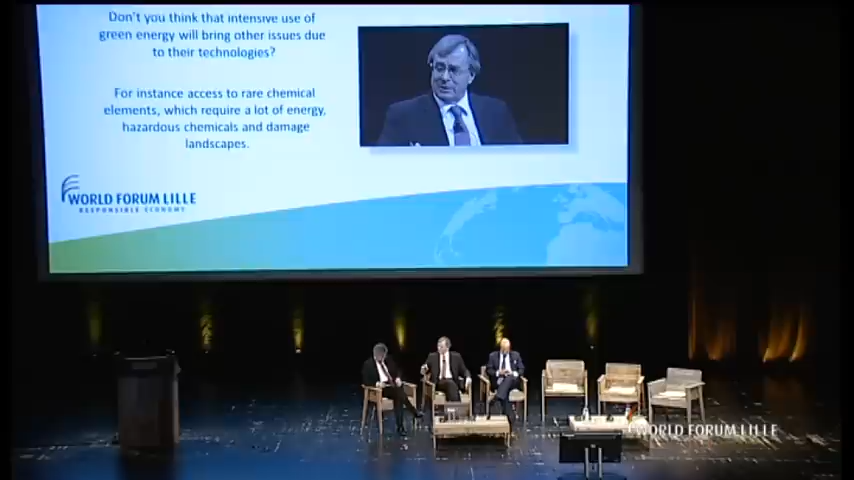 Don't you think that intensive use of
green energy will bring other issues due
to their technologies?
For instance access to rare chemical
elements, which require a lot of energy,
hazardous chemicals and damage
landscapes.
WORLD FORUM LILLE
RESPONSIBLE ECONOMY
WORLD FORUM LILLE